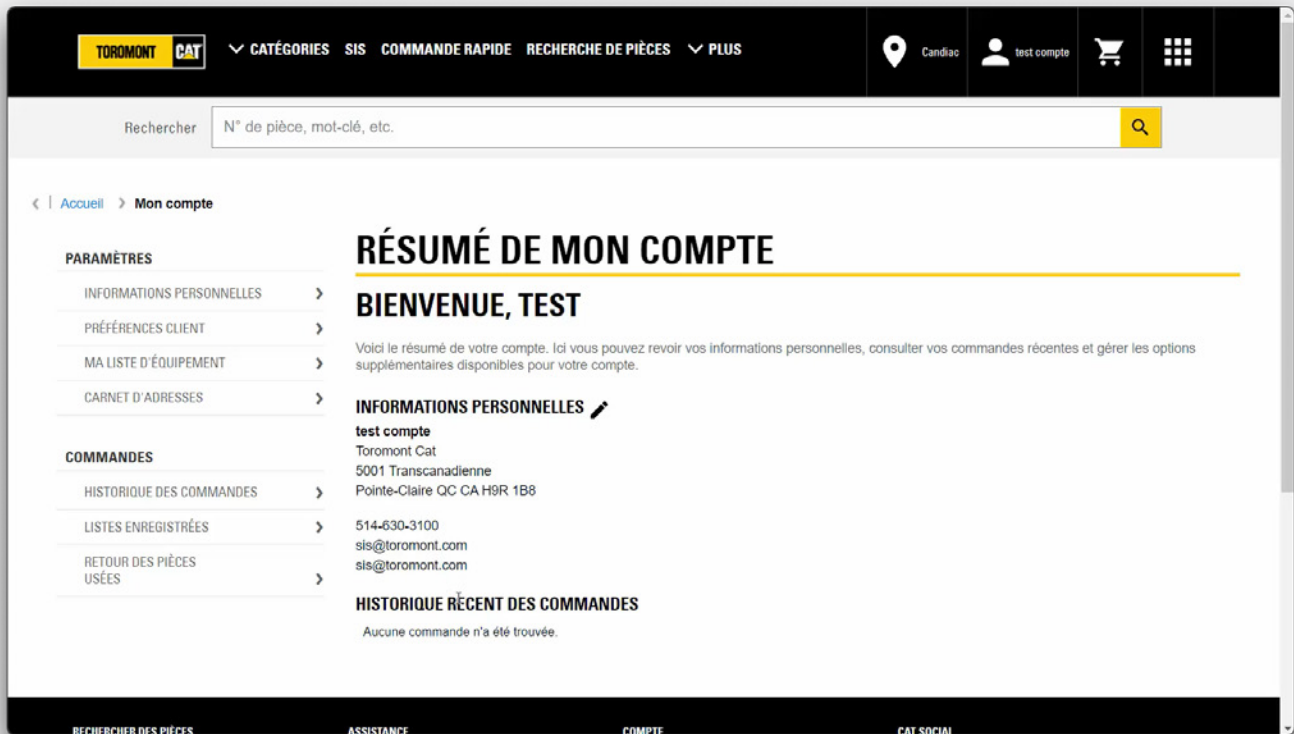 TOROMONT CAT
CATÉGORIES SIS COMMANDE RAPIDE RECHERCHE DE PIÈCES PLUS
Candiac
test compte
Rechercher
N° de pièce, mot-clé, etc.
Accueil Mon compte
PARAMÈTRES
INFORMATIONS PERSONNELLES
PRÉFÉRENCES CLIENT
MA LISTE D'ÉQUIPEMENT
CARNET D'ADRESSES
COMMANDES
HISTORIQUE DES COMMANDES
LISTES ENREGISTRÉES
RETOUR DES PIÈCES
USÉES
RÉSUMÉ DE MON COMPTE
BIENVENUE, TEST
Voici le résumé de votre compte. Ici vous pouvez revoir vos informations personnelles, consulter vos commandes récentes et gérer les options
supplémentaires disponibles pour votre compte.
INFORMATIONS PERSONNELLES
test compte
Toromont Cat
5001 Transcanadienne
Pointe-Claire QC CA H9R 1B8
514-630-3100
sis@toromont.com
sis@toromont.com
HISTORIQUE RÉCENT DES COMMANDES
Aucune commande n'a été trouvée.
RECHERCHER DES PIÈCES
ASSISTANCE
COMPTE
CAT SOCIAL